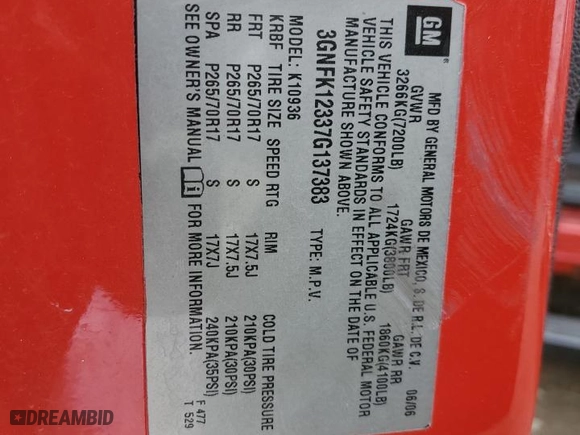 GM
MFD BY GENERAL MOTORS DE MEXICO, S. DE R.L. DE C.V.
06/06
GVWR GAWR FRT GAWR RR
3266KG(7200LB) 1724KG(3800LB) 1860KG(4100LB)
THIS VEHICLE CONFORMS TO ALL APPLICABLE U.S. FEDERAL MOTOR
VEHICLE SAFETY STANDARDS IN EFFECT ON THE DATE OF
MANUFACTURE SHOWN ABOVE.
3GNFK12337G137383 TYPE: M.P.V.
MODEL: K10936
KRBF TIRE SIZE SPEED RTG RIM COLD TIRE PRESSURE
FRT P265/70R17 S 17X7.5J 210KPA(30PSI)
RR P265/70R17 S 17X7.5J 210KPA(30PSI)
SPA P265/70R17 S 17X7J 240KPA(35PSI)
SEE OWNER'S MANUAL FOR MORE INFORMATION.
F 477
T 529
DREAMBID